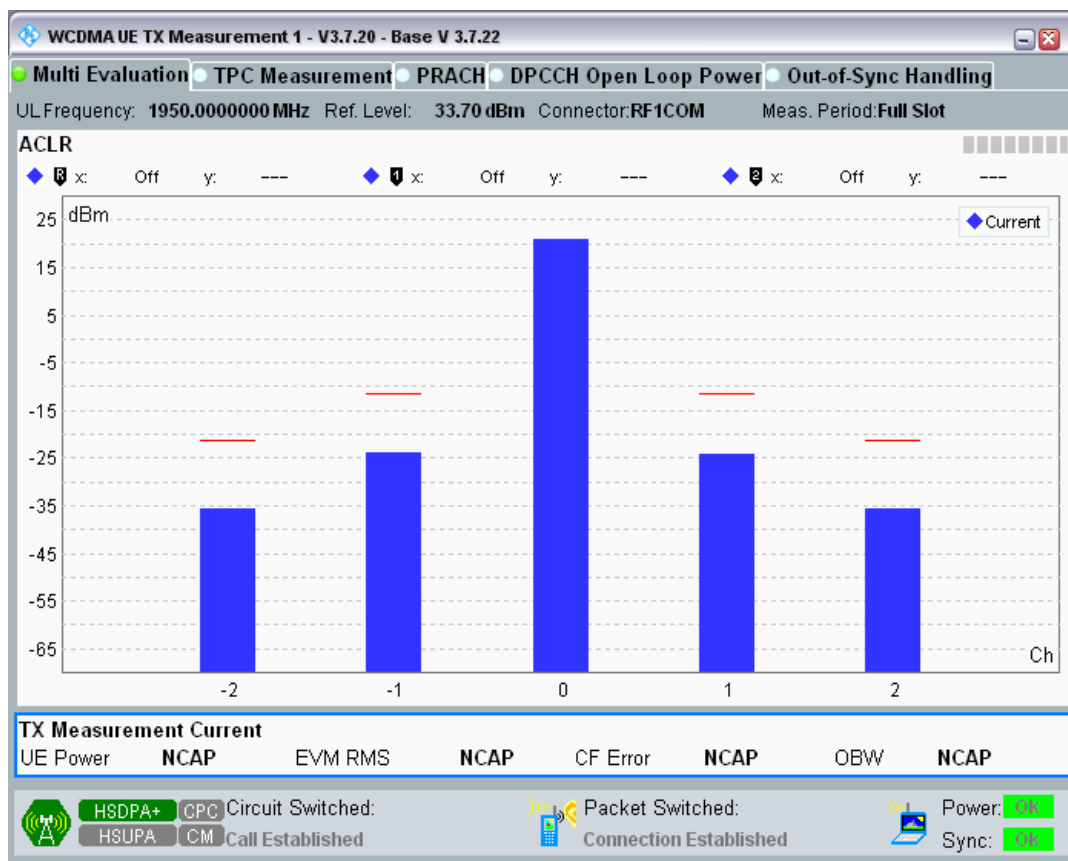 WCDMA UE TX Measurement 1 - V3.7.20 - Base V 3.7.22
Multi Evaluation TPC Measurement PRACH DPCCH Open Loop Power Out-of-Sync Handling
UL Frequency: 1950.0000000 MHz Ref. Level: 33.70 dBm Connector:RF1COM Meas. Period:Full Slot
ACLR
R x: Off y: --- 1 x: Off y: --- 2 x: Off y: ---
dBm
Current
25
15
5
-5
-15
-25
-35
-45
-55
-65
Ch
-2 -1 0 1 2
TX Measurement Current
UE Power NCAP EVM RMS NCAP CF Error NCAP OBW NCAP
HSDPA+ CPC Circuit Switched: Packet Switched: Power: Ok
HSUPA CM Call Established Connection Established Sync: Ok